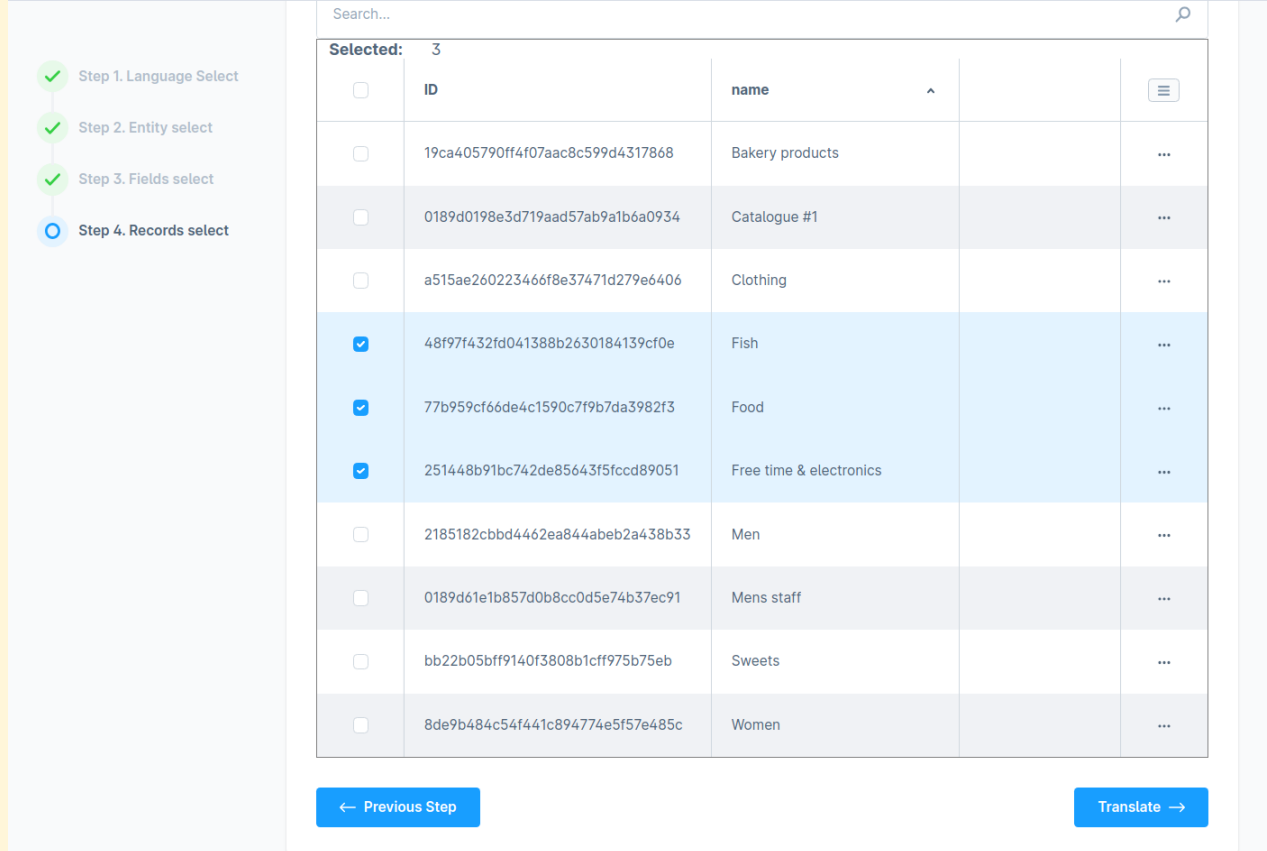 Search...
Selected: 3
Step 1. Language Select
Step 2. Entity select
Step 3. Fields select
Step 4. Records select
ID name
19ca405790ff4f07aac8c599d4317868 Bakery products
0189d0198e3d719aad57ab9a1b6a0934 Catalogue #1
a515ae260223466f8e37471d279e6406 Clothing
48f97f432fd041388b2630184139cf0e Fish
77b959cf66de4c1590c7f9b7da3982f3 Food
251448b91bc742de85643f5fccd89051 Free time & electronics
2185182cbbd4462ea844abeb2a438b33 Men
0189d61e1b857d0b8cc0d5e74b37ec91 Mens staff
bb22b05bff9140f3808b1cff975b75eb Sweets
8de9b484c54f441c894774e5f57e485c Women
← Previous Step
Translate →